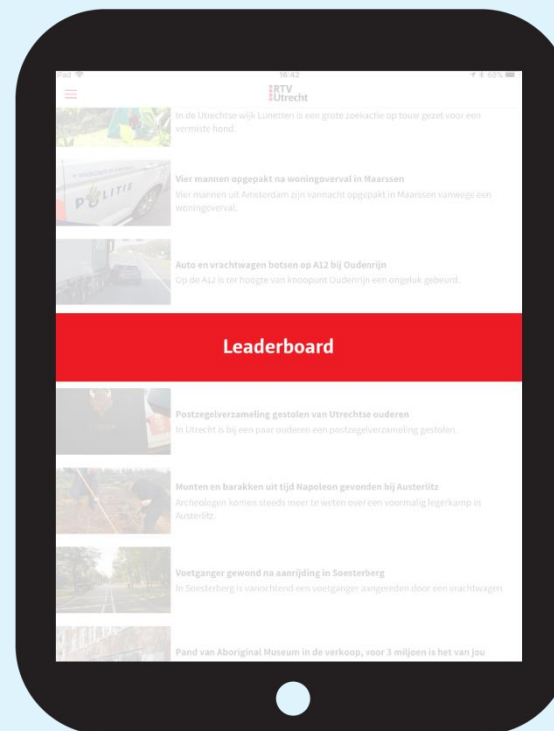 iPad
16:42
65%
RTV
Utrecht
In de Utrechtse wijk Lunetten is een grote zoekactie op touw gezet voor een
vermiste hond.
Vier mannen opgepakt na woningoverval in Maarssen
Vier mannen uit Amsterdam zijn vannacht opgepakt in Maarssen vanwege een
woningoverval.
POLITIE
Auto en vrachtwagen botsen op A12 bij Oudenrijn
Op de A12 is ter hoogte van knooppunt Oudenrijn een ongeluk gebeurd.
Leaderboard
Postzegelverzameling gestolen van Utrechtse ouderen
In Utrecht is bij een paar ouderen een postzegelverzameling gestolen.
Munten en barakken uit tijd Napoleon gevonden bij Austerlitz
Archeologen komen steeds meer te weten over een voormalig legerkamp in
Austerlitz.
Voetganger gewond na aanrijding in Soesterberg
In Soesterberg is vanochtend een voetganger aangereden door een vrachtwagen.
Pand van Aboriginal Museum in de verkoop, voor 3 miljoen is het van jou